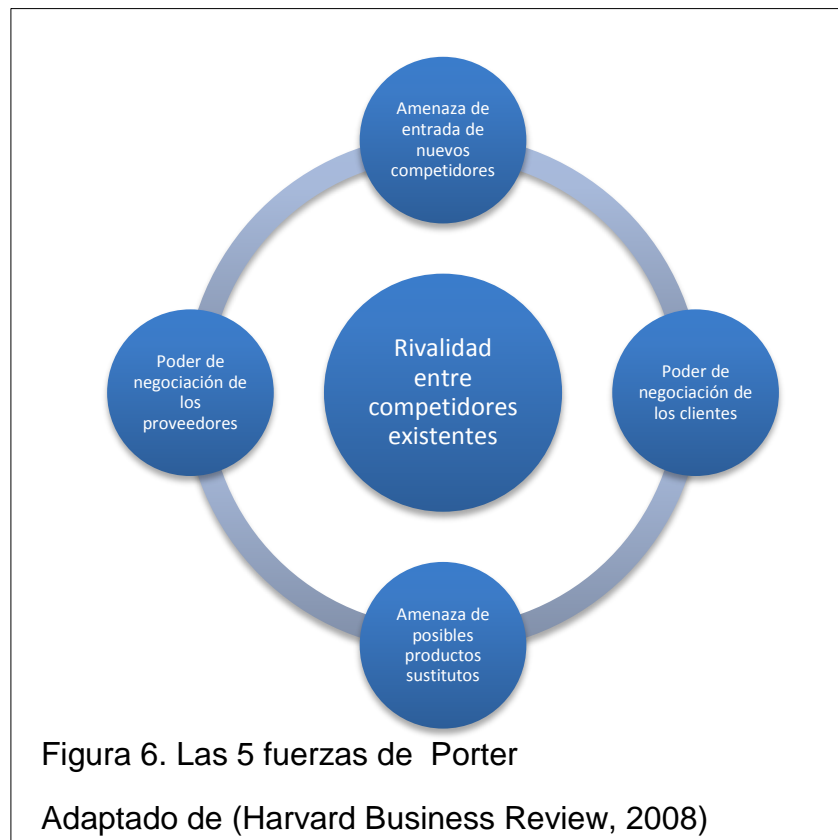 Amenaza de
entrada de
nuevos
competidores
Poder de
negociación de
los
proveedores
Rivalidad
entre
competidores
existentes
Poder de
negociación de
los clientes
Amenaza de
posibles
productos
sustitutos
Figura 6. Las 5 fuerzas de  Porter
Adaptado de (Harvard Business Review, 2008)